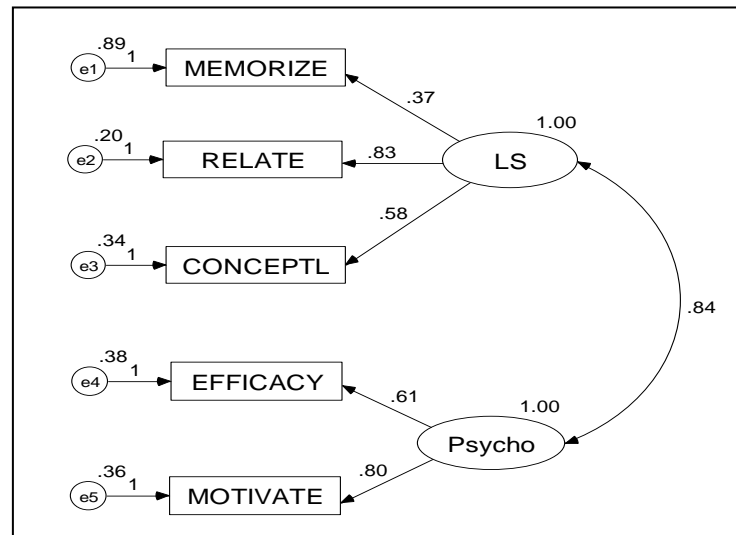 .89
1
e1
MEMORIZE
.37
1.00
.20
1
e2
RELATE
.83
LS
.58
.34
1
e3
CONCEPTL
.84
.38
1
e4
EFFICACY
.61
1.00
Psycho
.80
.36
1
e5
MOTIVATE